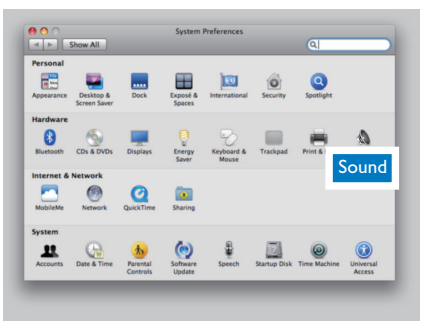 System Preferences
Show All
Personal
Appearance
Desktop & Screen Saver
Dock
Exposé & Spaces
International
Security
Spotlight
Hardware
Bluetooth
CDs & DVDs
Displays
Energy Saver
Keyboard & Mouse
Trackpad
Print &
Sound
Internet & Network
MobileMe
Network
QuickTime
Sharing
System
Accounts
Date & Time
Parental Controls
Software Update
Speech
Startup Disk
Time Machine
Universal Access